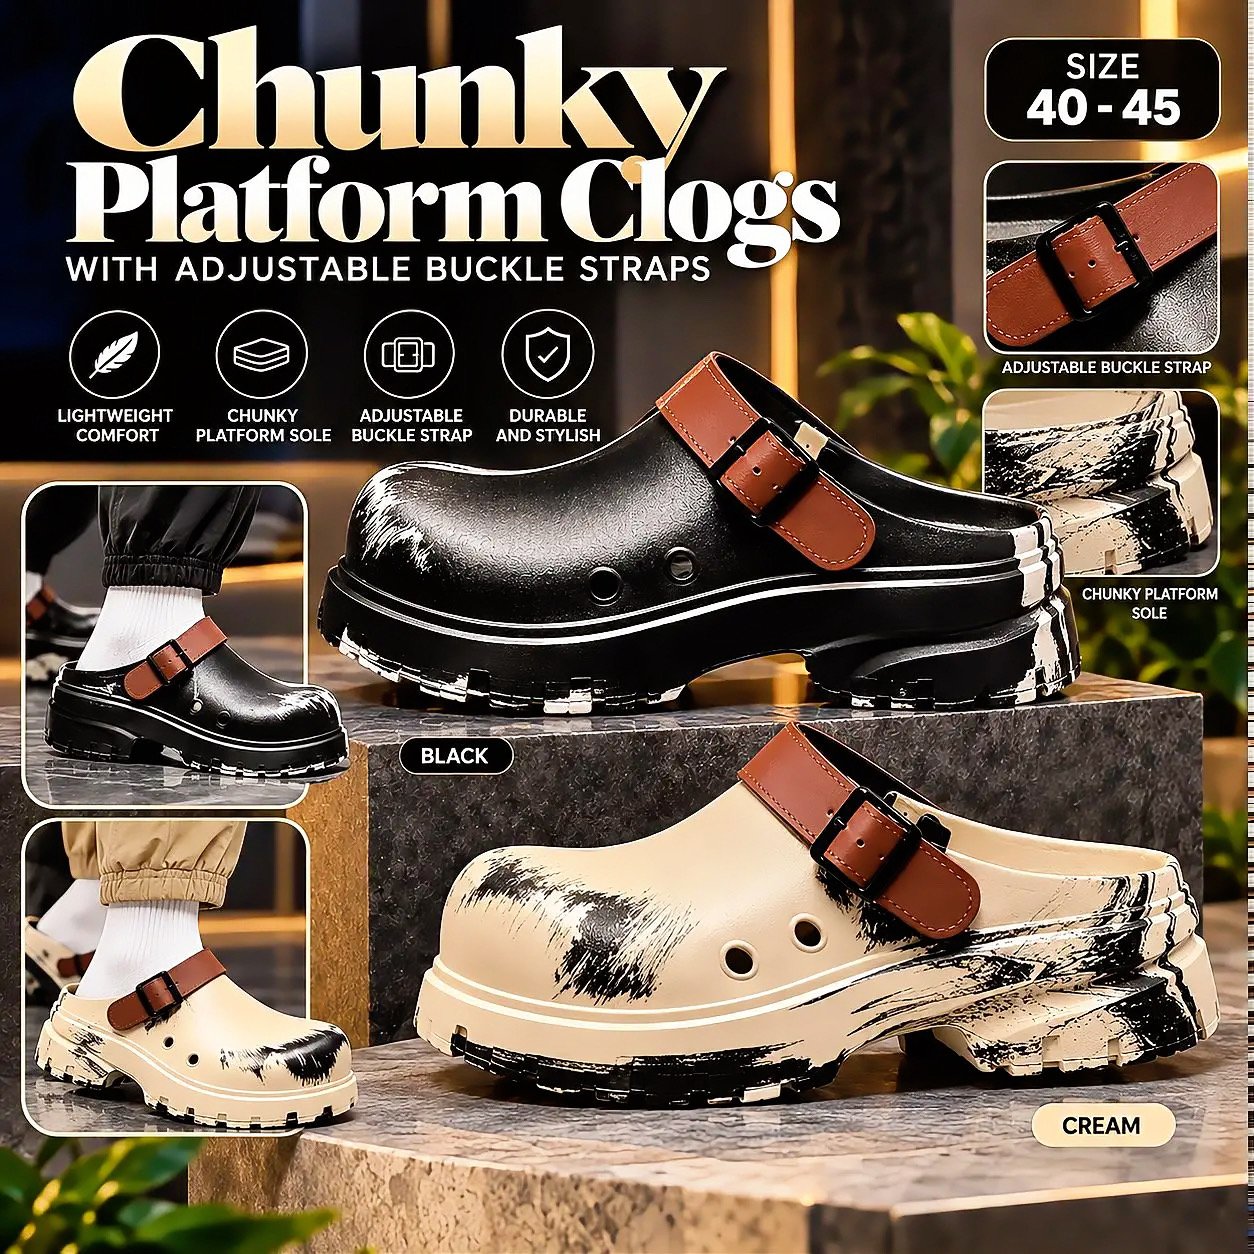 Chunky
Platform Clogs
WITH ADJUSTABLE BUCKLE STRAPS
SIZE
40 - 45
LIGHTWEIGHT
COMFORT
CHUNKY
PLATFORM SOLE
ADJUSTABLE
BUCKLE STRAP
DURABLE
AND STYLISH
ADJUSTABLE BUCKLE STRAP
CHUNKY PLATFORM
SOLE
BLACK
CREAM